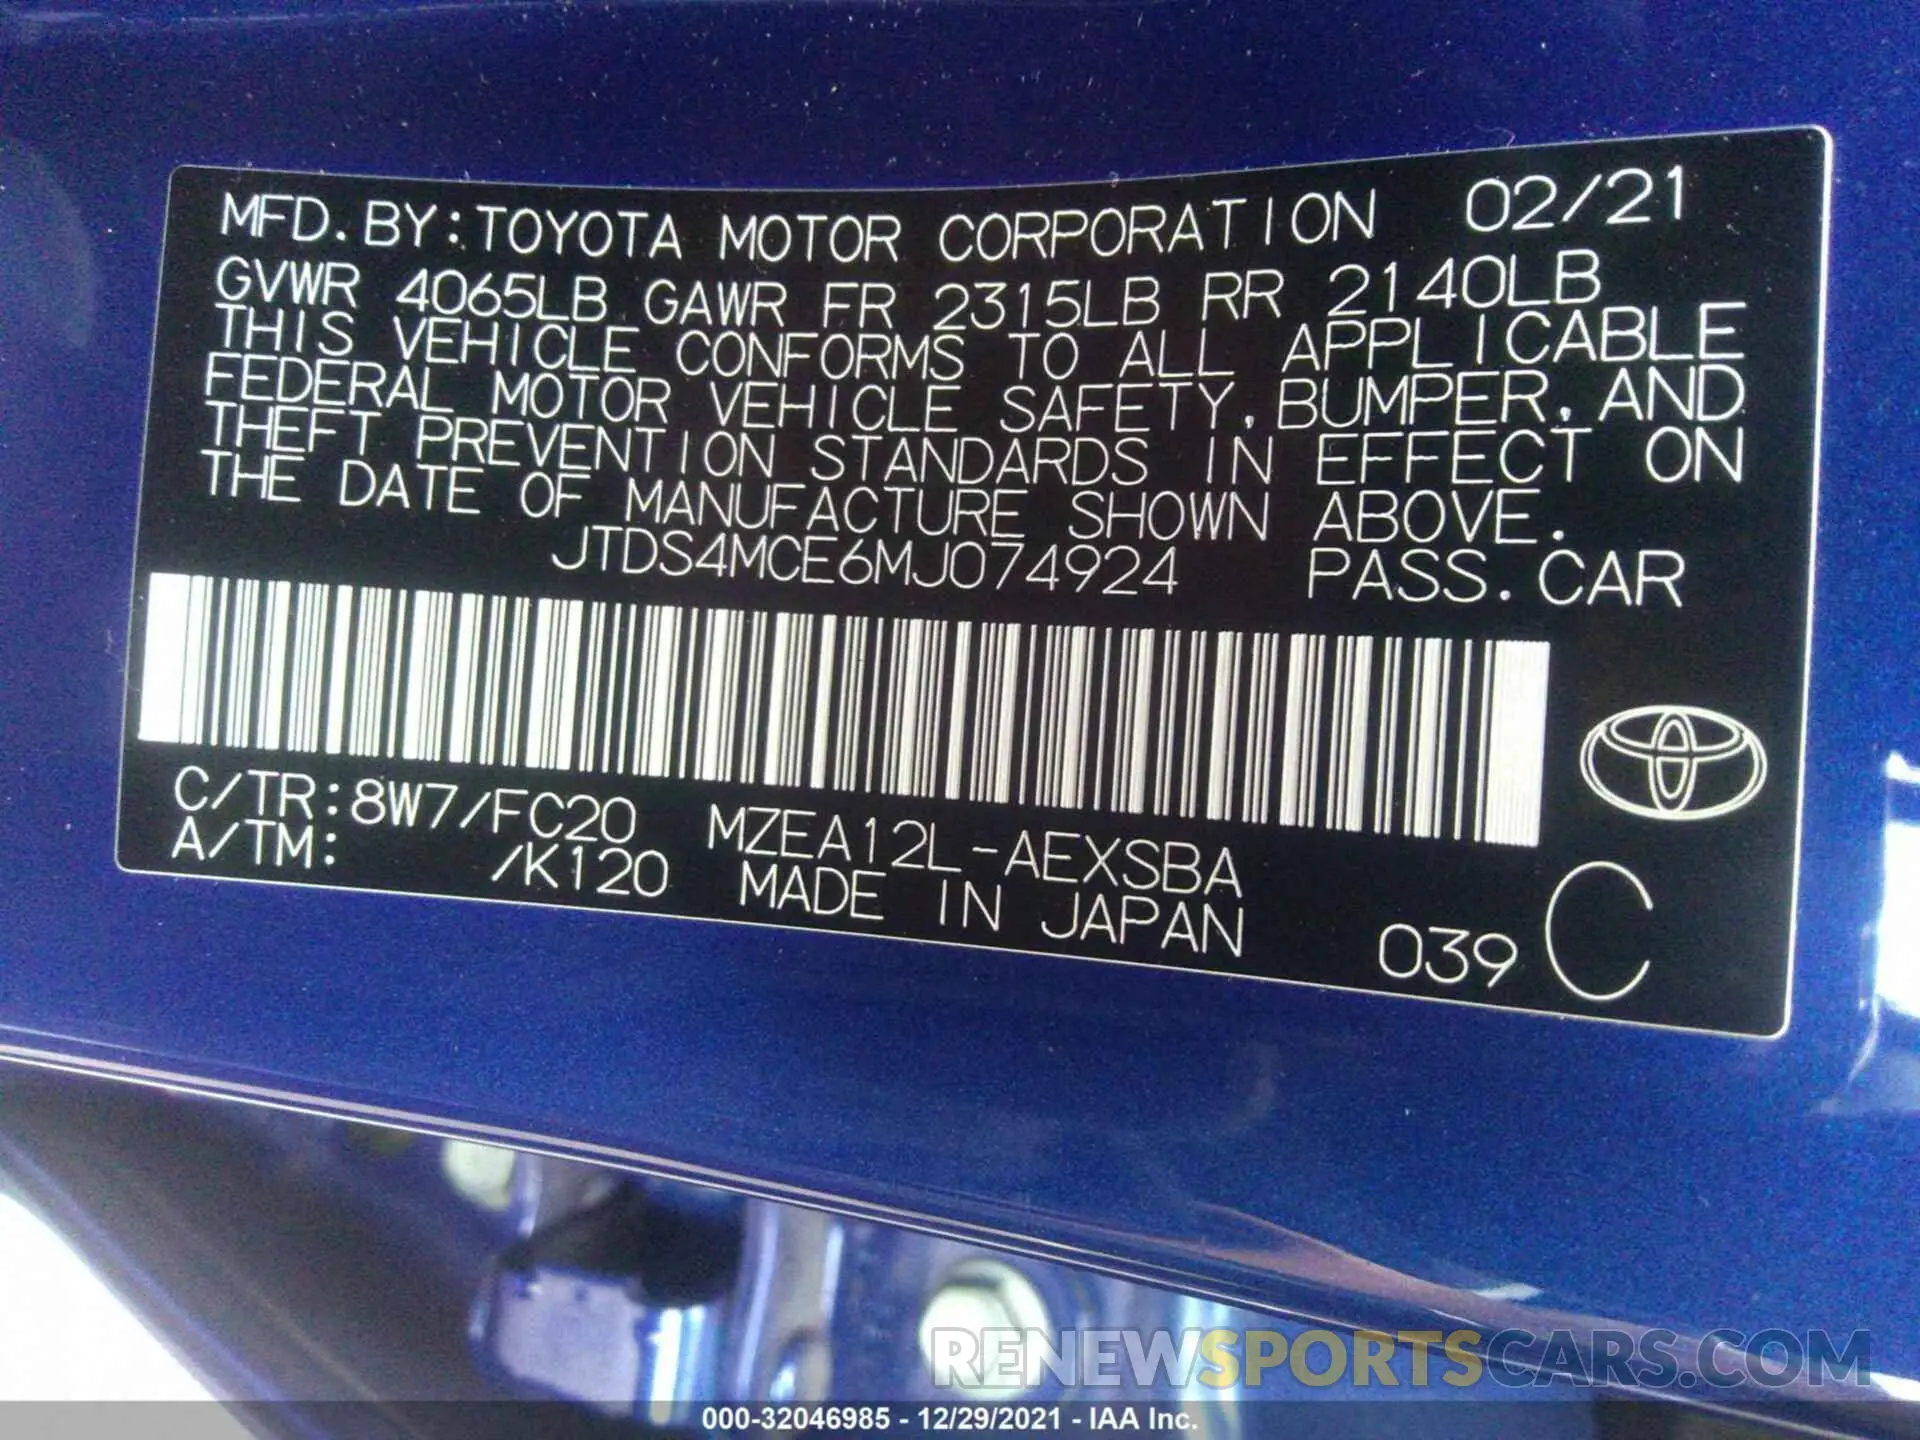 MFD. BY: TOYOTA MOTOR CORPORATION 02/21
GVWR 4065LB GAWR FR 2315LB RR 2140LB
THIS VEHICLE CONFORMS TO ALL APPLICABLE
FEDERAL MOTOR VEHICLE SAFETY, BUMPER, AND
THEFT PREVENTION STANDARDS IN EFFECT ON
THE DATE OF MANUFACTURE SHOWN ABOVE.
JTDS4MCE6MJ074924 PASS. CAR
C/TR: 8W7/FC20 MZEA12L-AEXSBA
A/TM: /K120 MADE IN JAPAN
039 C
RENEWSPORTSCARS.COM
000-32046985 - 12/29/2021 - IAA Inc.